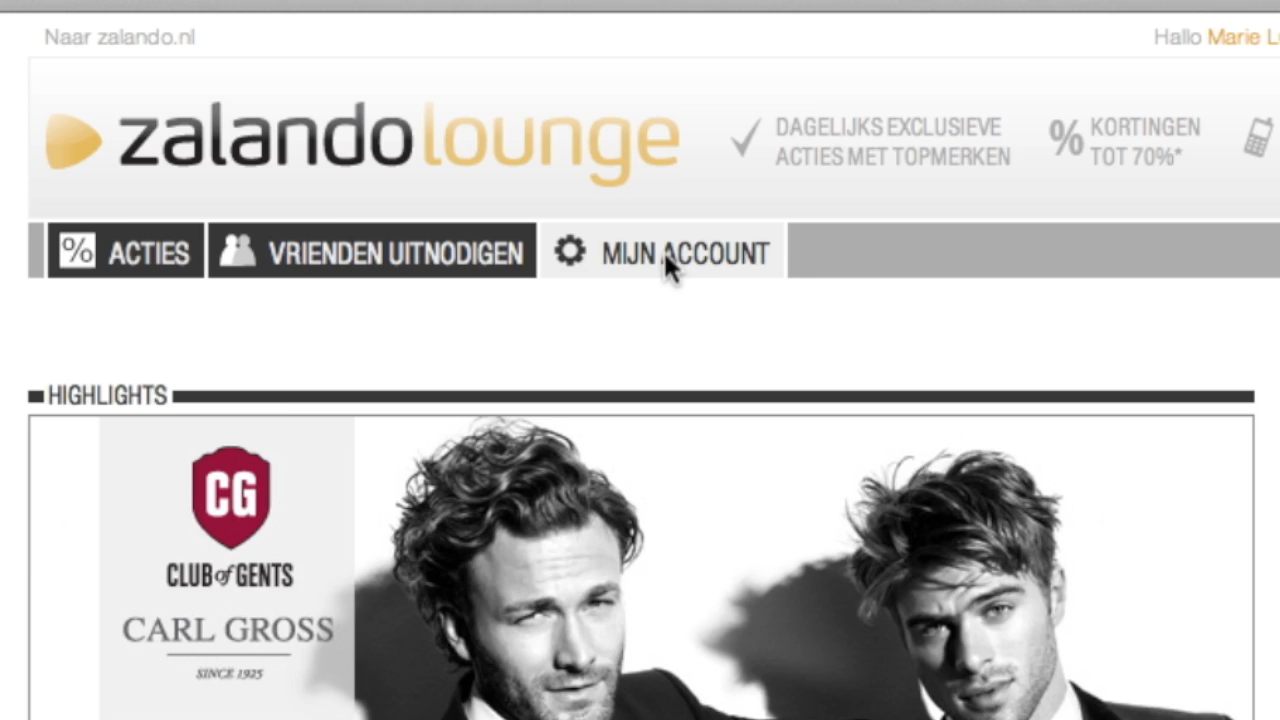 Naar zalando.nl
Hallo Marie
zalando lounge
DAGELIJKS EXCLUSIEVE
ACTIES MET TOPMERKEN
% KORTINGEN
TOT 70%*
% ACTIES
VRIENDEN UITNODIGEN
MIJN ACCOUNT
HIGHLIGHTS
CG
CLUB of GENTS
CARL GROSS
SINCE 1925